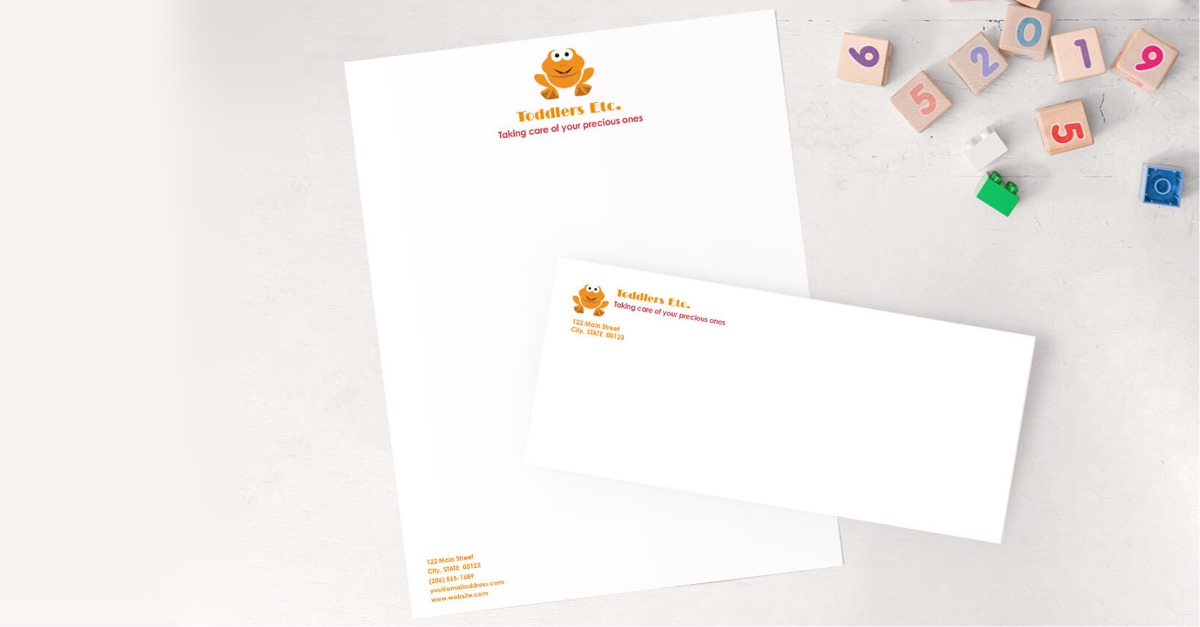 Toddlers Etc.
Taking care of your precious ones
122 Main Street
City, STATE 00123
(206) 555-1689
you@emailaddress.com
www.website.com
Toddlers Etc.
Taking care of your precious ones
122 Main Street
City, STATE 00123
6
2
0
1
9
5
5